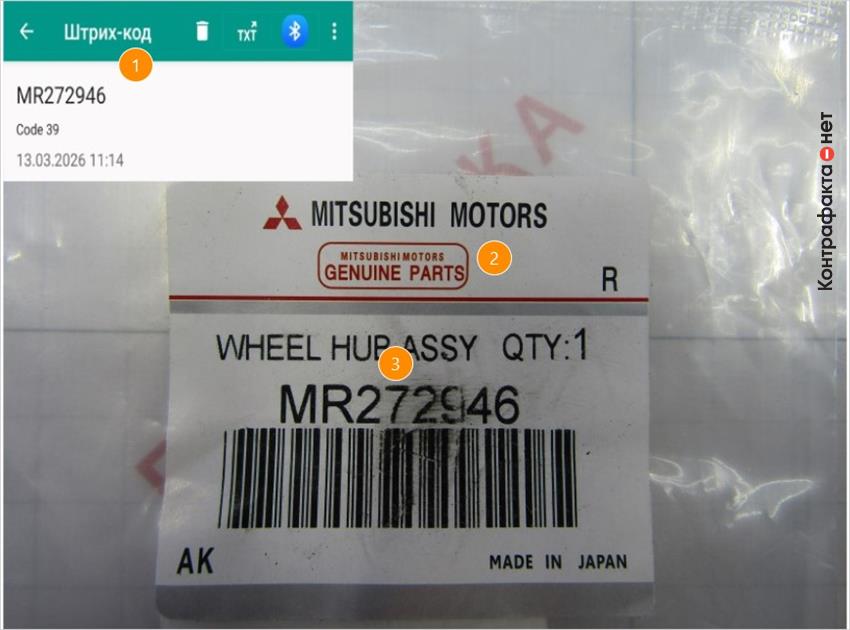 Штрих-код
TXT
1
MR272946
Code 39
13.03.2026 11:14
КА
Контрафакта нет
MITSUBISHI MOTORS
MITSUBISHI MOTORS
GENUINE PARTS
2
R
WHEEL HUB ASSY QTY:1
3
MR272946
AK
MADE IN JAPAN